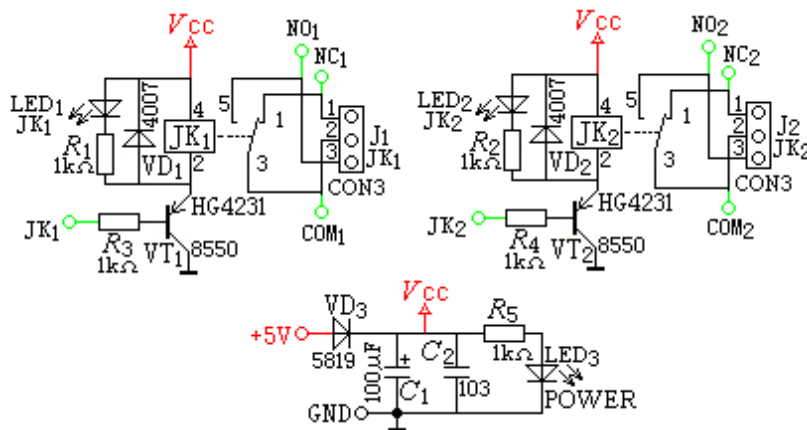 VCC
NO1
NC1
LED1
JK1
4007
R1
1kΩ
VD1
4
JK1
2
5
1
3
1
2
3
J1
JK1
CON3
HG4231
JK1
R3
1kΩ
VT1
8550
COM1
VCC
NO2
NC2
LED2
JK2
4007
R2
1kΩ
VD2
4
JK2
2
5
1
3
1
2
3
J2
JK2
CON3
HG4231
JK2
R4
1kΩ
VT2
8550
COM2
VCC
VD3
+5V
5819
100μF
+
C1
C2
103
R5
1kΩ
LED3
POWER
GND